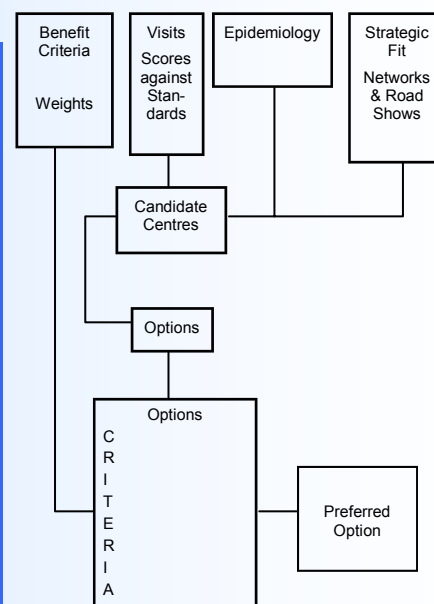 Benefit
Criteria
Weights
Visits
Scores
against
Stan-
dards
Epidemiology
Strategic
Fit
Networks
& Road
Shows
Candidate
Centres
Options
Options
C
R
I
T
E
R
I
A
Preferred
Option